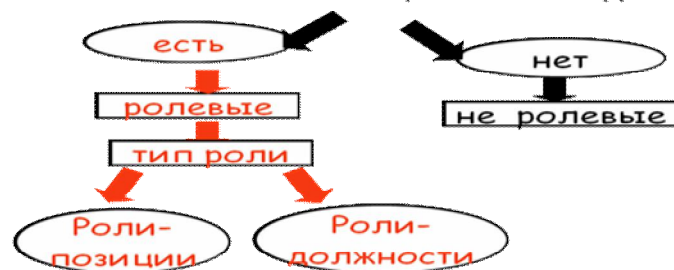 есть
нет
ролевые
не ролевые
тип роли
Роли-
позиции
Роли-
должности